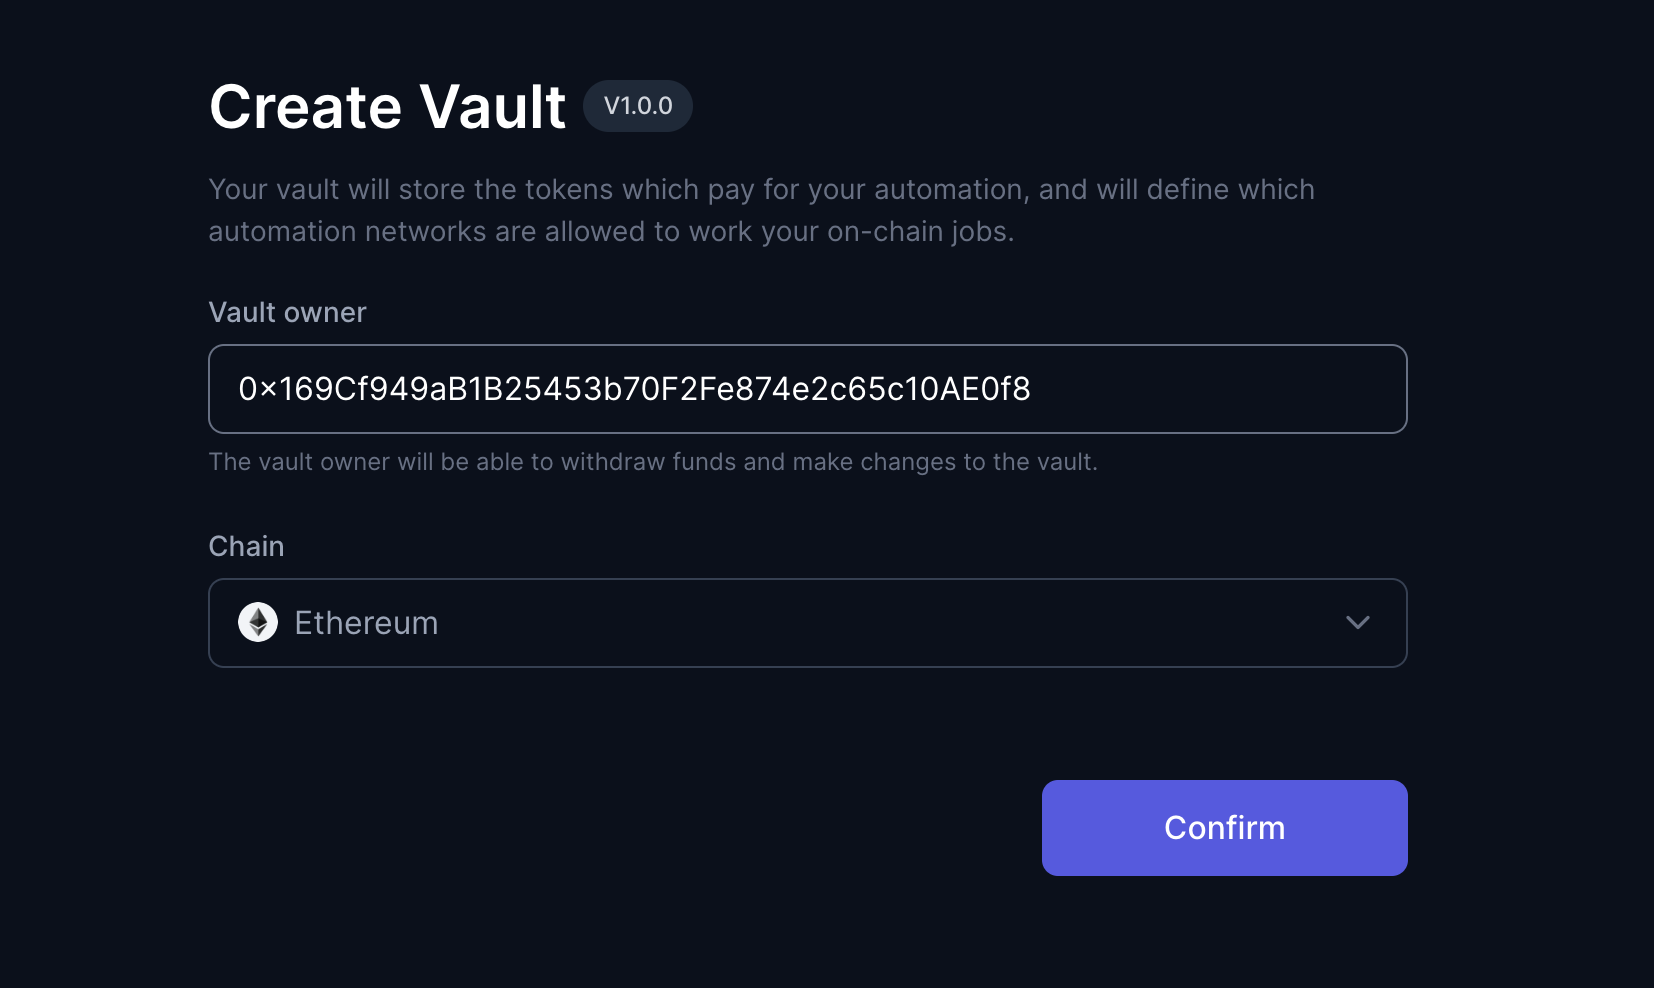 Create Vault V1.0.0
Your vault will store the tokens which pay for your automation, and will define which
automation networks are allowed to work your on-chain jobs.
Vault owner
0x169Cf949aB1B25453b70F2Fe874e2c65c10AE0f8
The vault owner will be able to withdraw funds and make changes to the vault.
Chain
Ethereum
Confirm